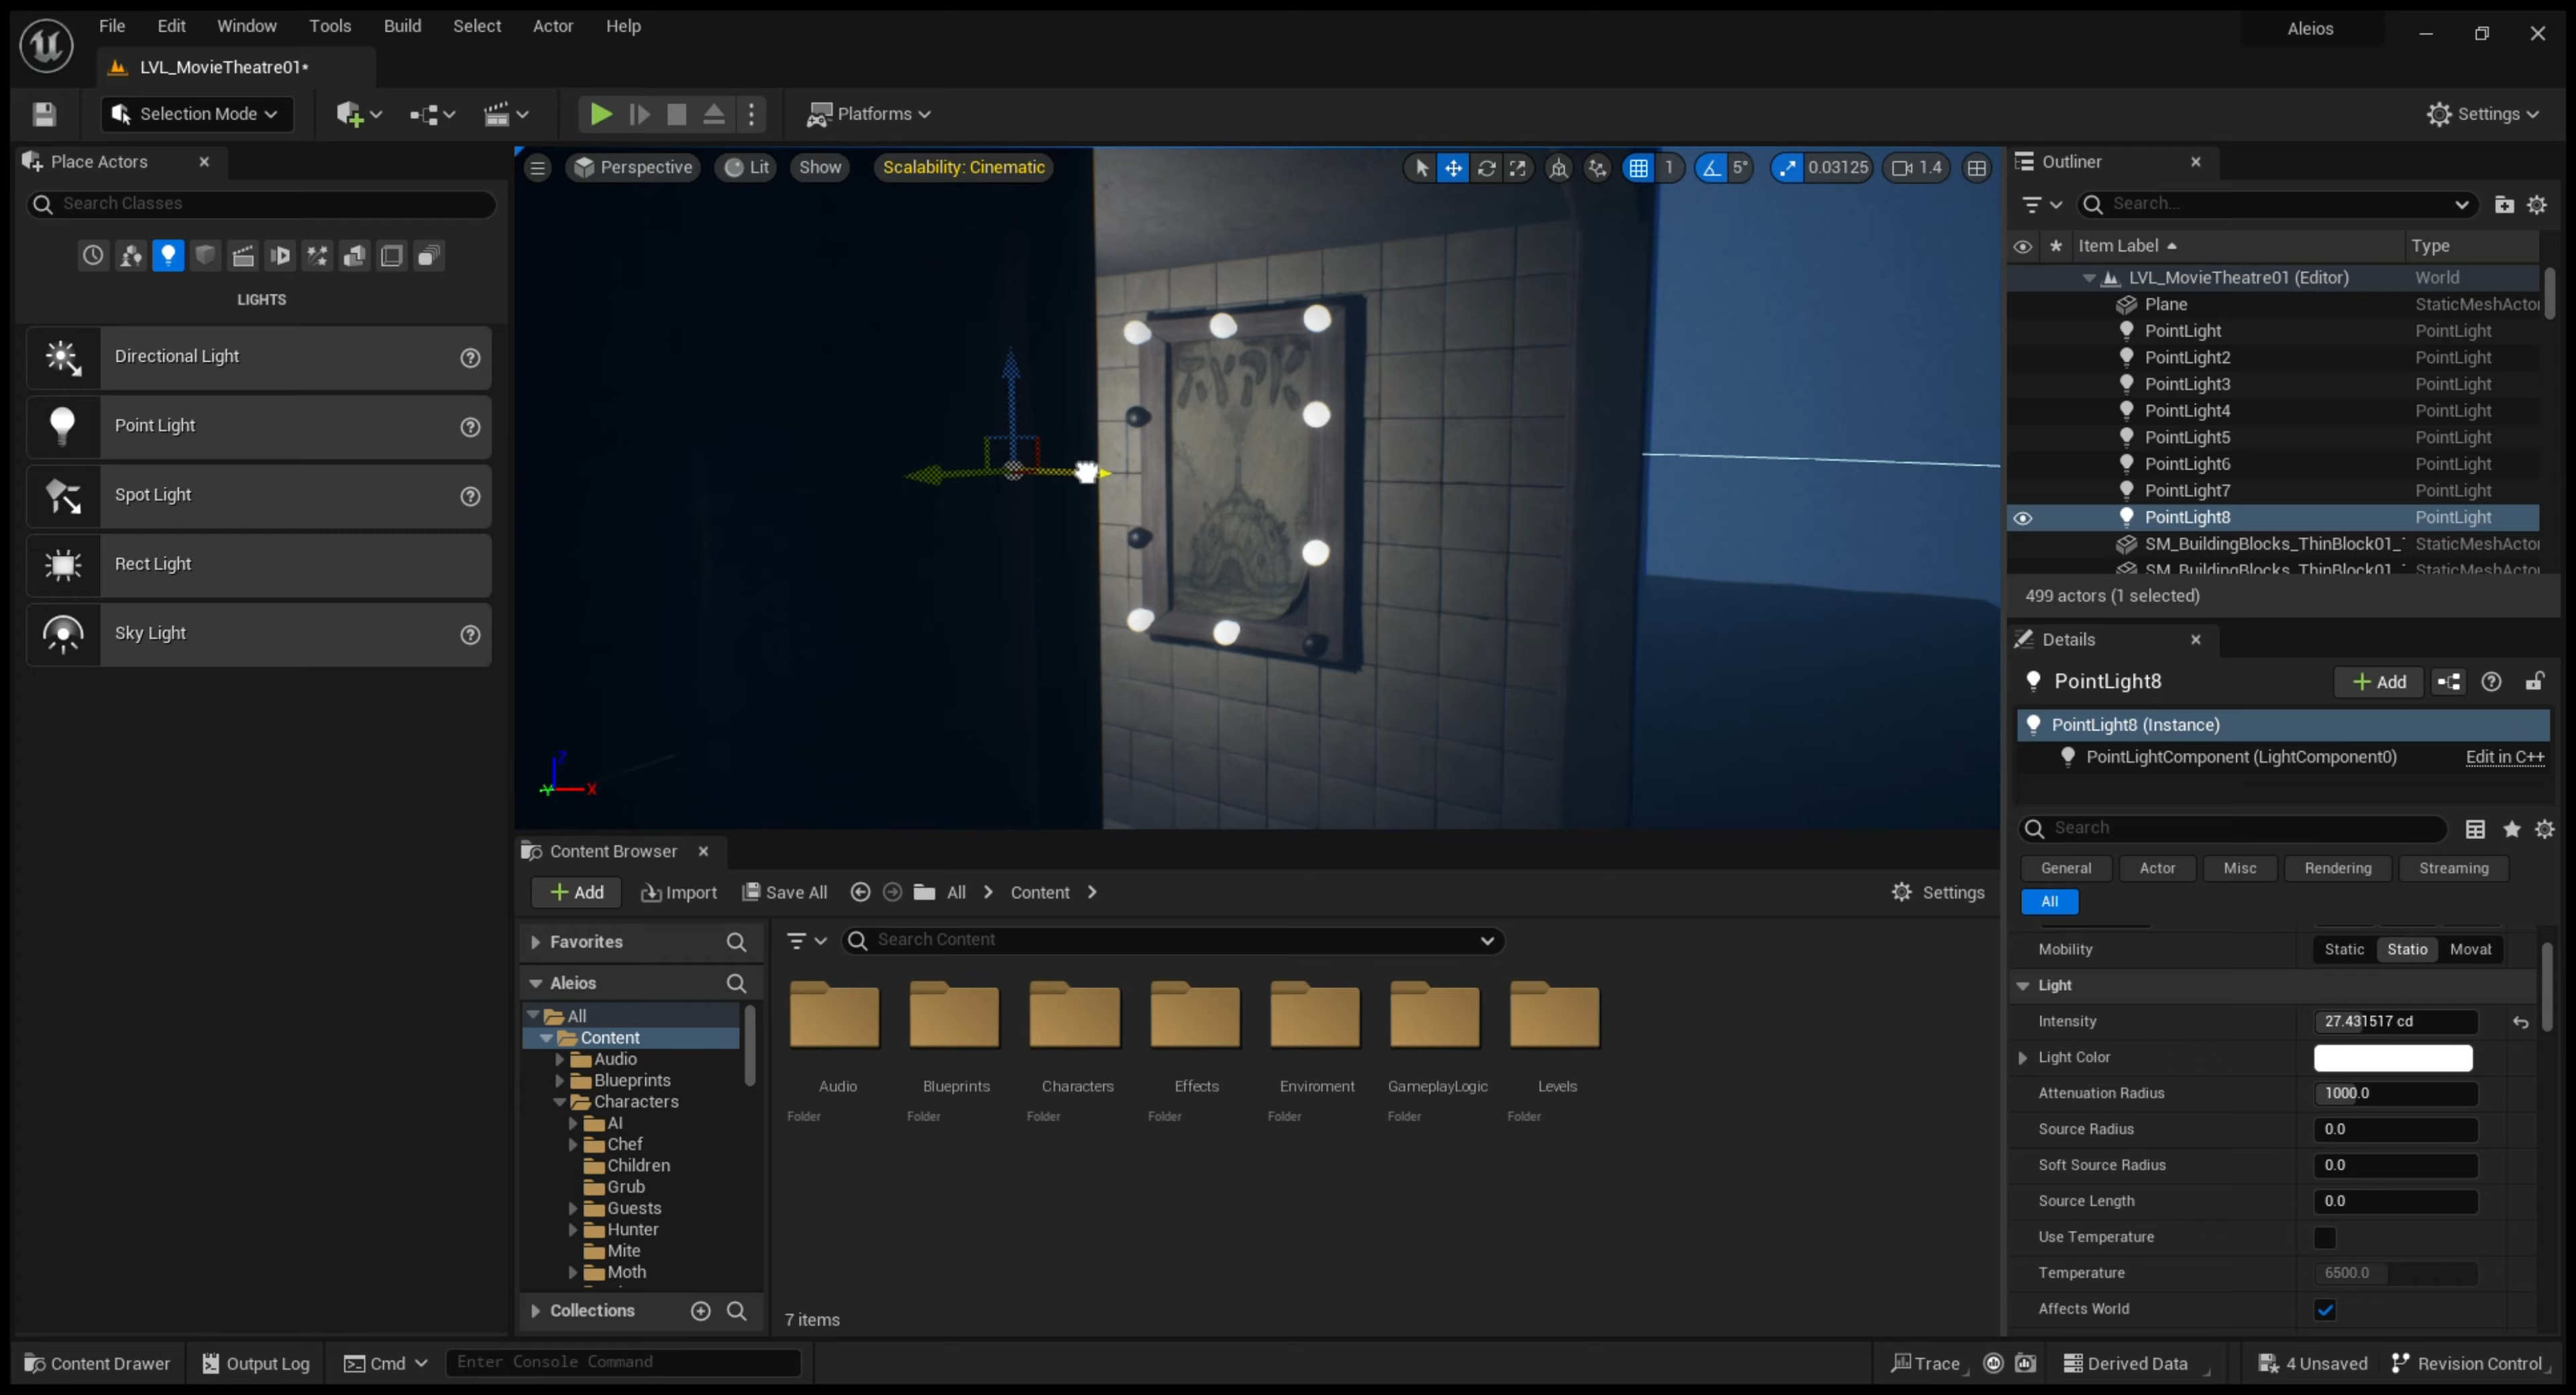 File Edit Window Tools Build Select Actor Help
Aleios
LVL_MovieTheatre01*
Selection Mode
Platforms
Settings
Place Actors
Search Classes
LIGHTS
Directional Light
Point Light
Spot Light
Rect Light
Sky Light
Perspective Lit Show Scalability: Cinematic 1 5° 0.03125 1.4
Z
Y X
Outliner
Search...
Item Label Type
LVL_MovieTheatre01 (Editor) World
Plane StaticMeshActor
PointLight PointLight
PointLight2 PointLight
PointLight3 PointLight
PointLight4 PointLight
PointLight5 PointLight
PointLight6 PointLight
PointLight7 PointLight
PointLight8 PointLight
SM_BuildingBlocks_ThinBlock01_ StaticMeshActor
SM_BuildingBlocks_ThinBlock01_ StaticMeshActor
499 actors (1 selected)
Details
PointLight8 Add
PointLight8 (Instance)
PointLightComponent (LightComponent0) Edit in C++
Search
General Actor Misc Rendering Streaming
All
Mobility Static Statio Moval
Light
Intensity 27.431517 cd
Light Color
Attenuation Radius 1000.0
Source Radius 0.0
Soft Source Radius 0.0
Source Length 0.0
Use Temperature
Temperature 6500.0
Affects World
Content Browser
Add Import Save All All Content Settings
Favorites
Aleios
All
Content
Audio
Blueprints
Characters
AI
Chef
Children
Grub
Guests
Hunter
Mite
Moth
Collections
Search Content
Audio Blueprints Characters Effects Enviroment GameplayLogic Levels
Folder Folder Folder Folder Folder Folder Folder
7 items
Content Drawer Output Log Cmd Enter Console Command Trace Derived Data 4 Unsaved Revision Control